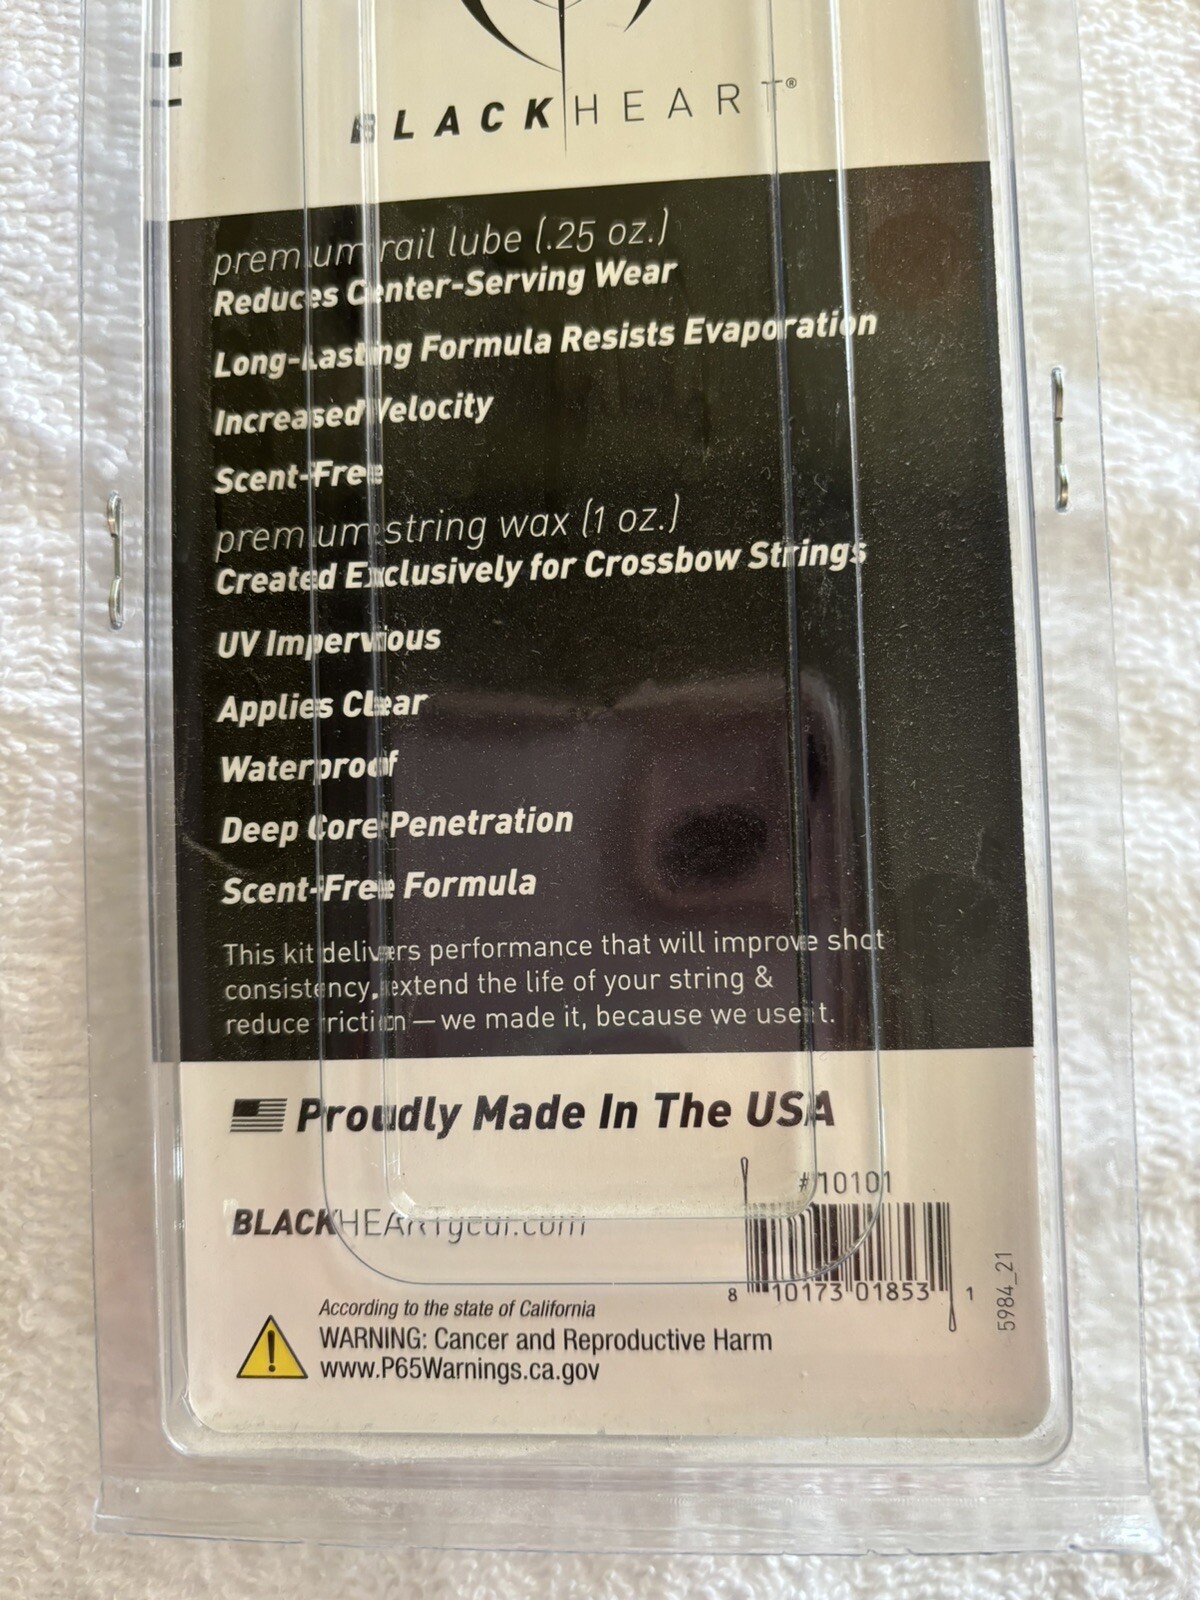 BLACKHEART®
premium rail lube (.25 oz.)
Reduces Center-Serving Wear
Long-Lasting Formula Resists Evaporation
Increased Velocity
Scent-Free
premium string wax (1 oz.)
Created Exclusively for Crossbow Strings
UV Impervious
Applies Clear
Waterproof
Deep Core Penetration
Scent-Free Formula
This kit delivers performance that will improve shot
consistency, extend the life of your string &
reduce friction — we made it, because we use it.
Proudly Made In The USA
#10101
BLACKHEARTgear.com
8 10173 01853 1
5984_21
According to the state of California
WARNING: Cancer and Reproductive Harm
www.P65Warnings.ca.gov